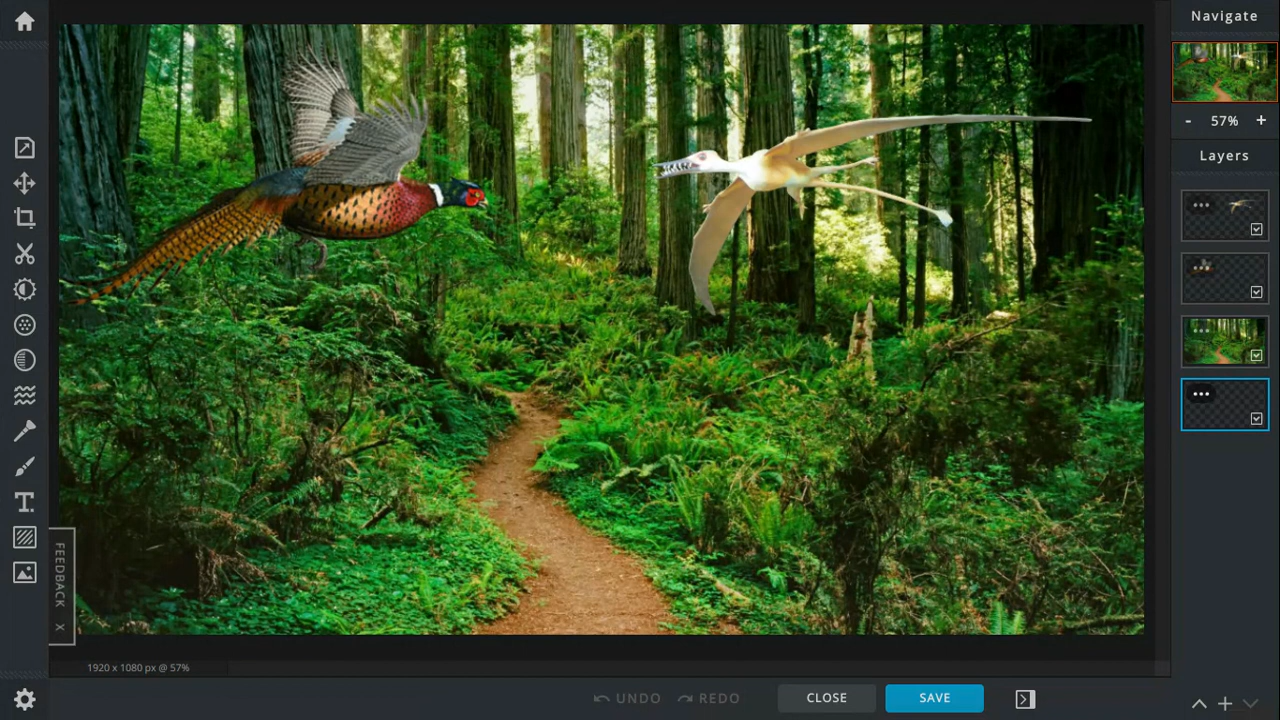 Navigate
- 57% +
Layers
FEEDBACK X
1920 x 1080 px @ 57%
UNDO REDO CLOSE SAVE